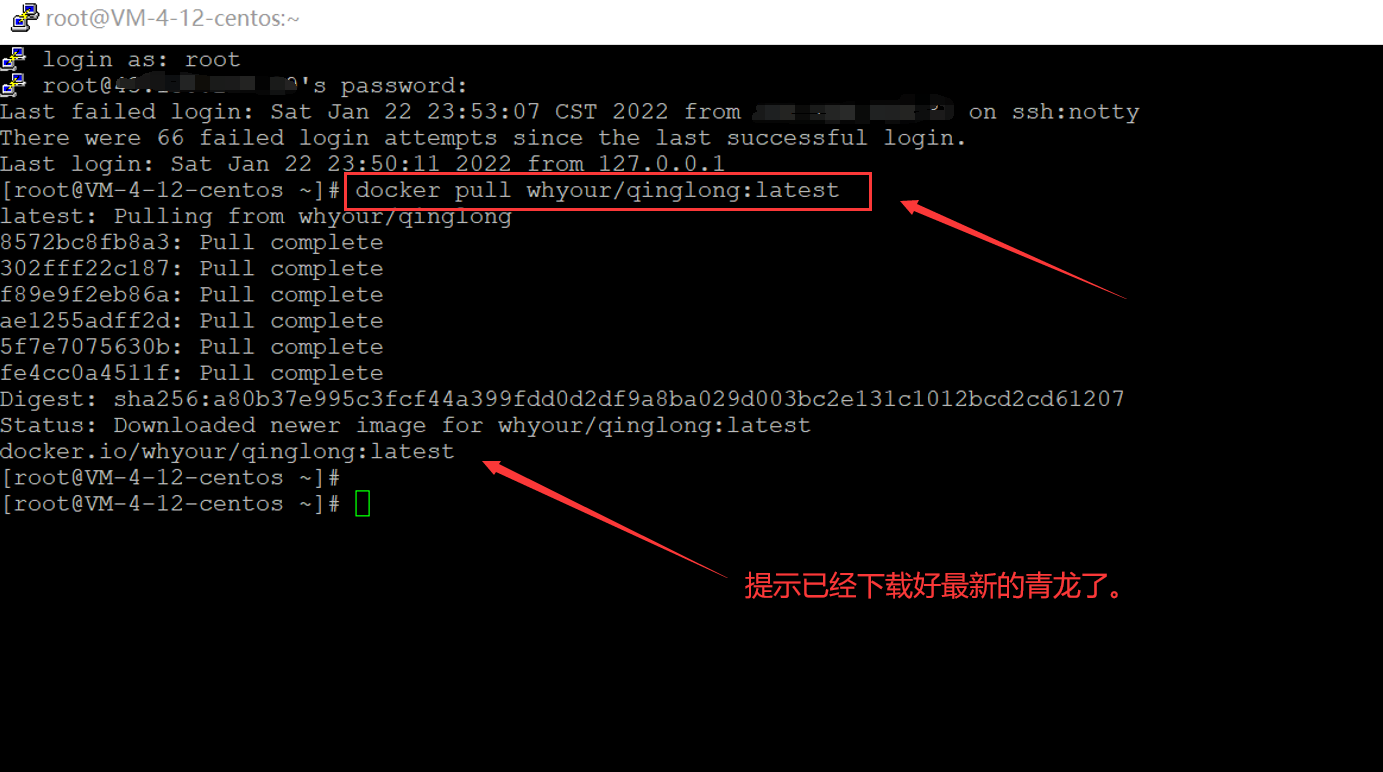 root@VM-4-12-centos:~
login as: root
's password:
Last failed login: Sat Jan 22 23:53:07 CST 2022 from on ssh:notty
There were 66 failed login attempts since the last successful login.
Last login: Sat Jan 22 23:50:11 2022 from 127.0.0.1
[root@VM-4-12-centos ~]# docker pull whyour/qinglong:latest
latest: Pulling from whyour/qinglong
8572bc8fb8a3: Pull complete
302fff22c187: Pull complete
f89e9f2eb86a: Pull complete
ae1255adff2d: Pull complete
5f7e7075630b: Pull complete
fe4cc0a4511f: Pull complete
Digest: sha256:a80b37e995c3fcf44a399fdd0d2df9a8ba029d003bc2e131c1012bcd2cd61207
Status: Downloaded newer image for whyour/qinglong:latest
docker.io/whyour/qinglong:latest
[root@VM-4-12-centos ~]#
[root@VM-4-12-centos ~]#
提示已经下载好最新的青龙了。